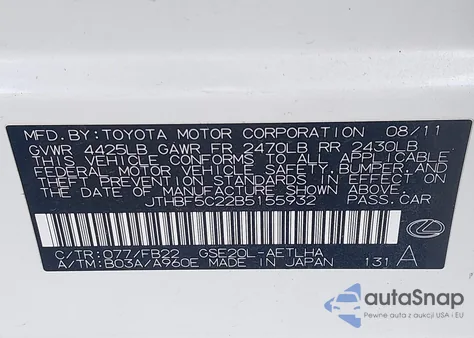 MFD.BY:TOYOTA MOTOR CORPORATION 08/11
GVWR 4425LB GAWR FR 2470LB RR 2430LB
THIS VEHICLE CONFORMS TO ALL APPLICABLE
FEDERAL MOTOR VEHICLE SAFETY,BUMPER,AND
THEFT PREVENTION STANDARDS IN EFFECT ON
THE DATE OF MANUFACTURE SHOWN ABOVE.
JTHBF5C22B5155932 PASS.CAR
C/TR:077/FB22 GSE20L-AETLHA
A/TM:B03A/A960E MADE IN JAPAN 131 A
autoSnap
Pewne auta z aukcji USA i EU